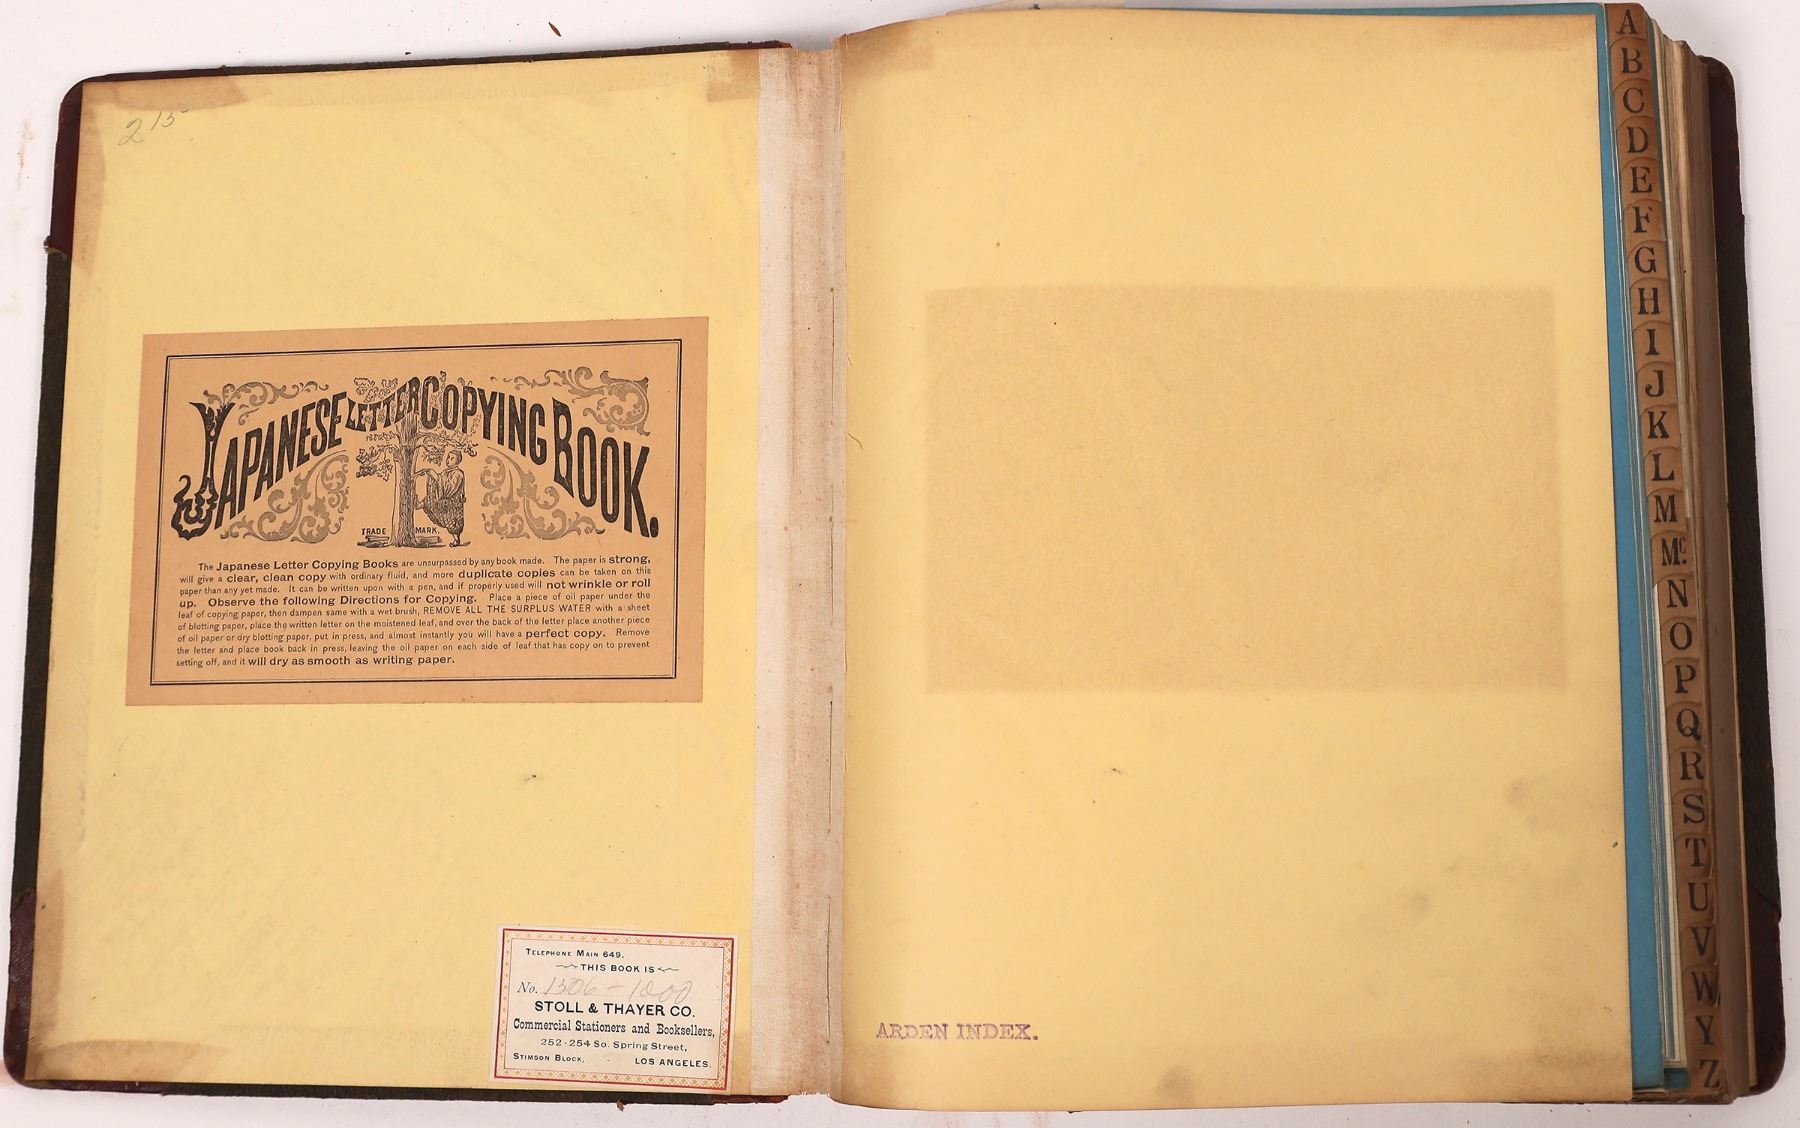 2 15
JAPANESE LETTER COPYING BOOK.
TRADE MARK.
The Japanese Letter Copying Books are unsurpassed by any book made. The paper is strong,
will give a clear, clean copy with ordinary fluid, and more duplicate copies can be taken on this
paper than any yet made. It can be written upon with a pen, and if properly used will not wrinkle or roll
up. Observe the following Directions for Copying. Place a piece of oil paper under the
leaf of copying paper, then dampen same with a wet brush, REMOVE ALL THE SURPLUS WATER with a sheet
of blotting paper, place the written letter on the moistened leaf, and over the back of the letter place another piece
of oil paper or dry blotting paper, put in press, and almost instantly you will have a perfect copy. Remove
the letter and place book back in press, leaving the oil paper on each side of leaf that has copy on to prevent
setting off, and it will dry as smooth as writing paper.
TELEPHONE MAIN 649.
THIS BOOK IS
No. 1506 - 1000
STOLL & THAYER CO.
Commercial Stationers and Booksellers,
252-254 So. Spring Street,
STIMSON BLOCK, - LOS ANGELES.
ARDEN INDEX.
A
B
C
D
E
F
G
H
I
J
K
L
M
Mc.
N
O
P
Q
R
S
T
U
V
W
Y
Z